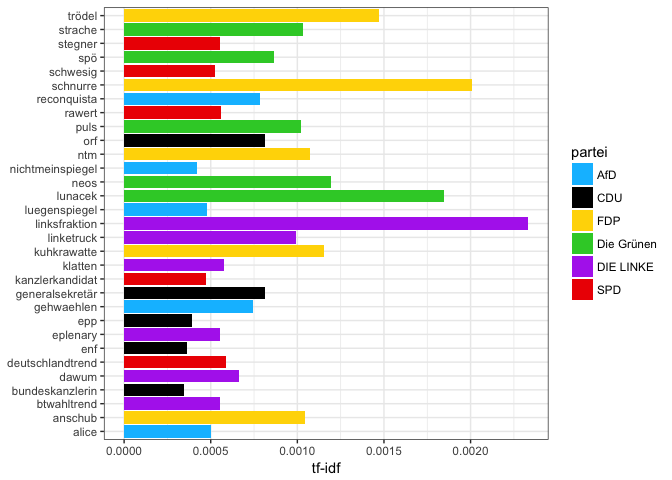 trödel
strache
stegner
spö
schwesig
schnurre
reconquista
rawert
puls
orf
ntm
nichtmeinspiegel
neos
lunacek
luegenspiegel
linksfraktion
linketruck
kuhkrawatte
klatten
kanzlerkandidat
generalsekretär
gehwaehlen
epp
eplenary
enf
deutschlandtrend
dawum
bundeskanzlerin
btwahltrend
anschub
alice
0.0000 0.0005 0.0010 0.0015 0.0020
tf-idf
partei
AfD
CDU
FDP
Die Grünen
DIE LINKE
SPD